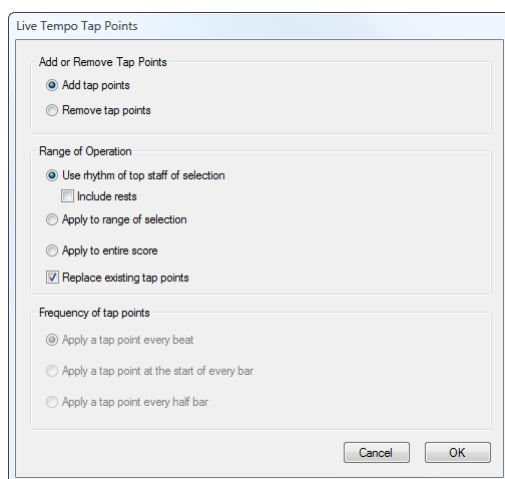 Live Tempo Tap Points
Add or Remove Tap Points
Add tap points
Remove tap points
Range of Operation
Use rhythm of top staff of selection
Include rests
Apply to range of selection
Apply to entire score
Replace existing tap points
Frequency of tap points
Apply a tap point every beat
Apply a tap point at the start of every bar
Apply a tap point every half bar
Cancel OK